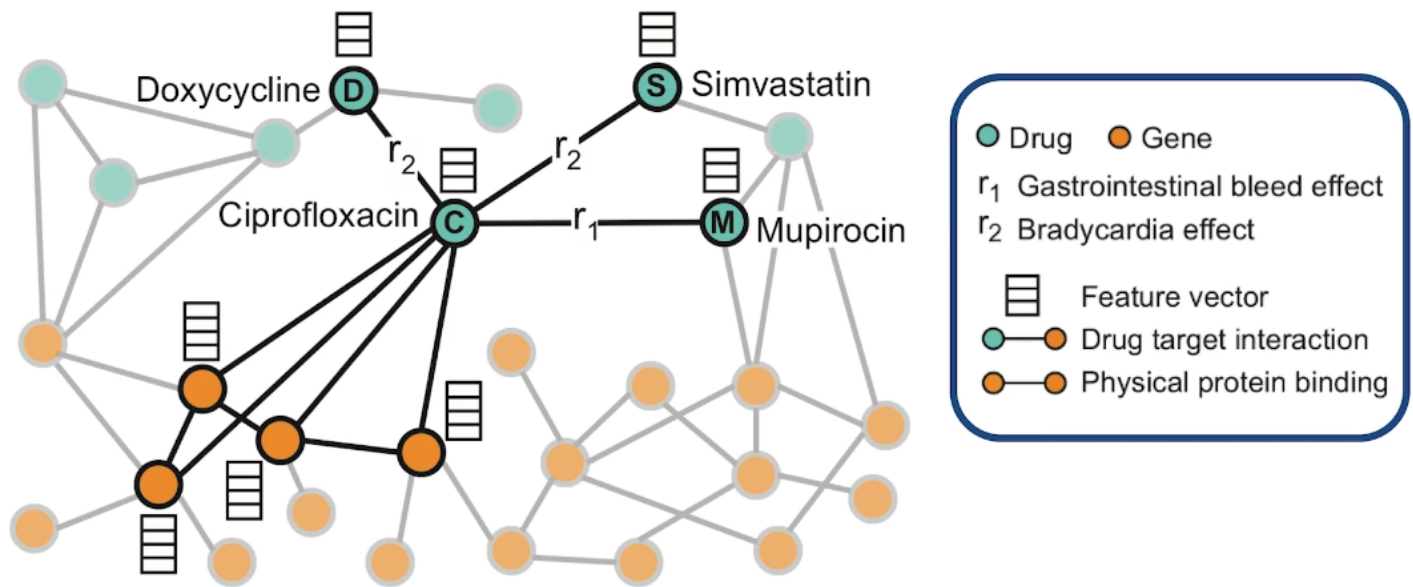 Doxycycline
D
S
Simvastatin
r2
r2
Ciprofloxacin
C
r1
M
Mupirocin
Drug
Gene
r1 Gastrointestinal bleed effect
r2 Bradycardia effect
Feature vector
Drug target interaction
Physical protein binding